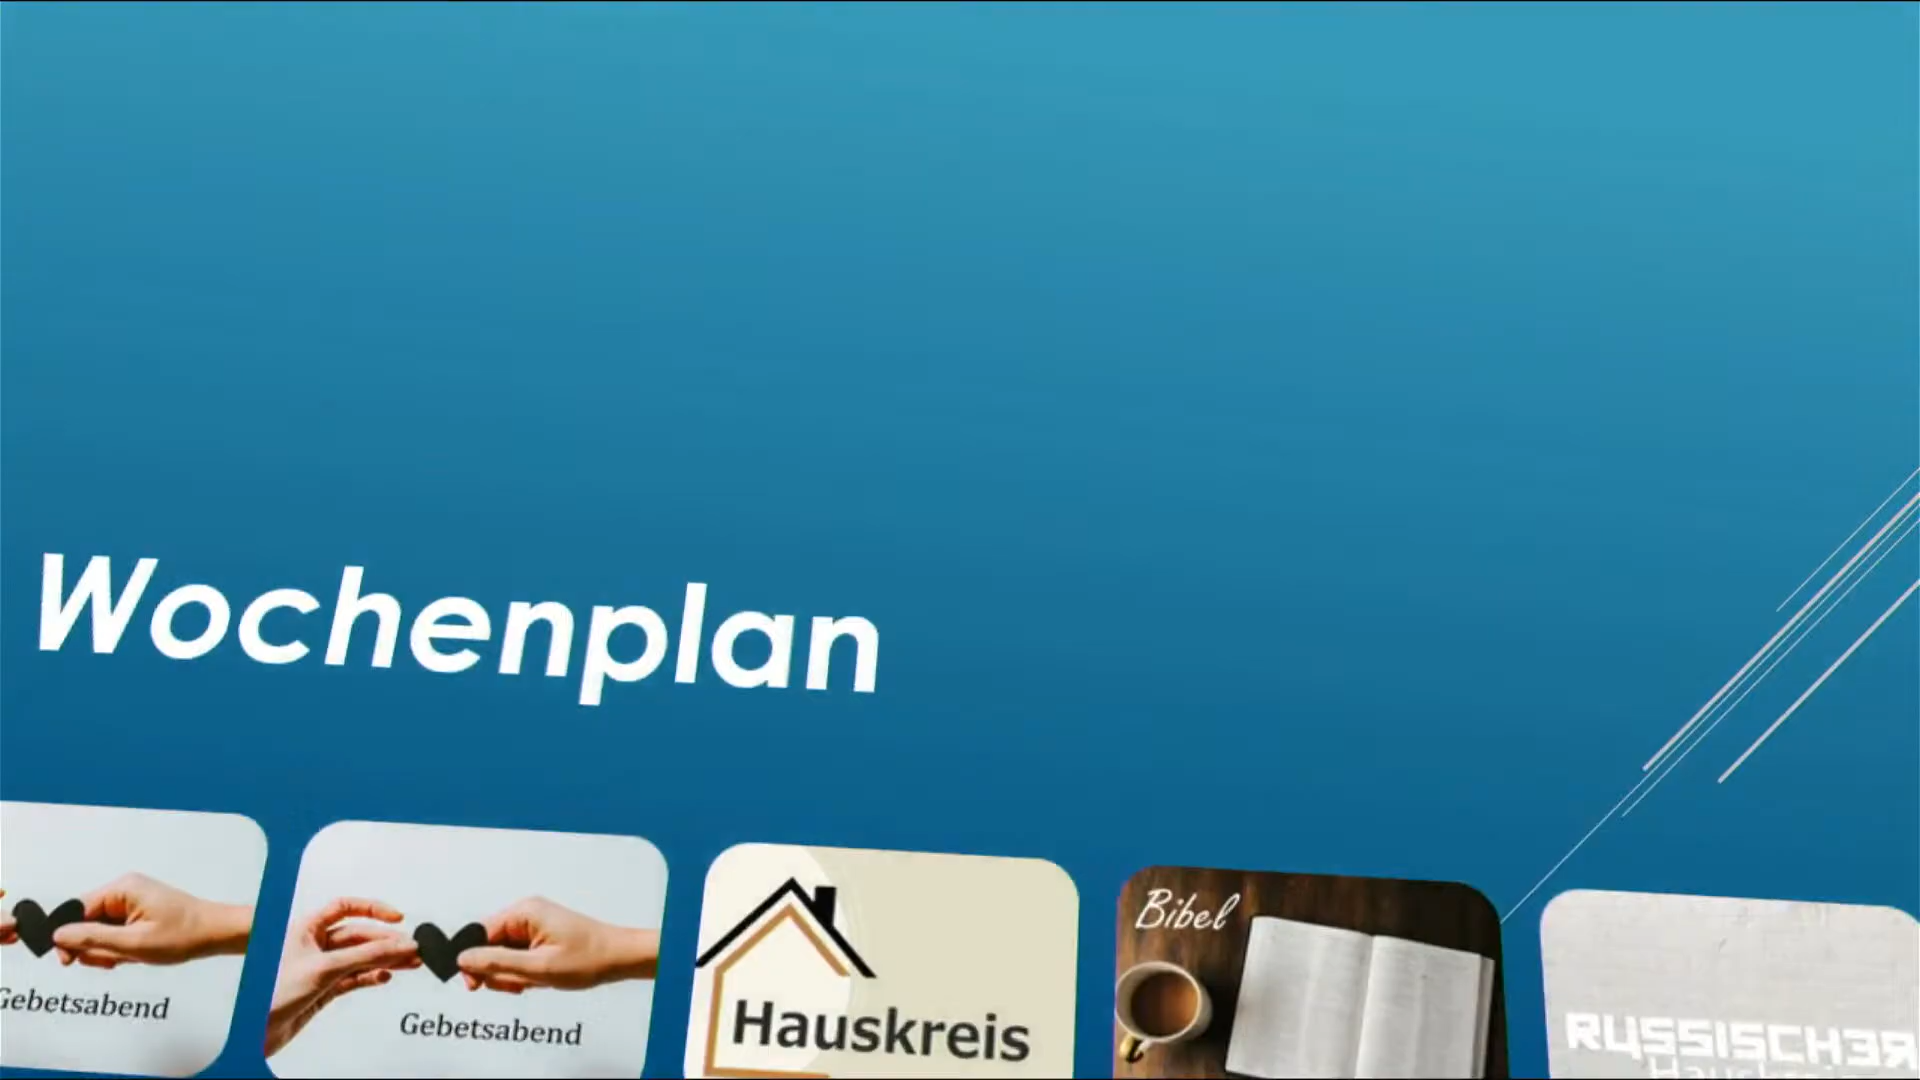 Wochenplan
Gebetsabend
Gebetsabend
Hauskreis
Bibel
RUSSISCHER